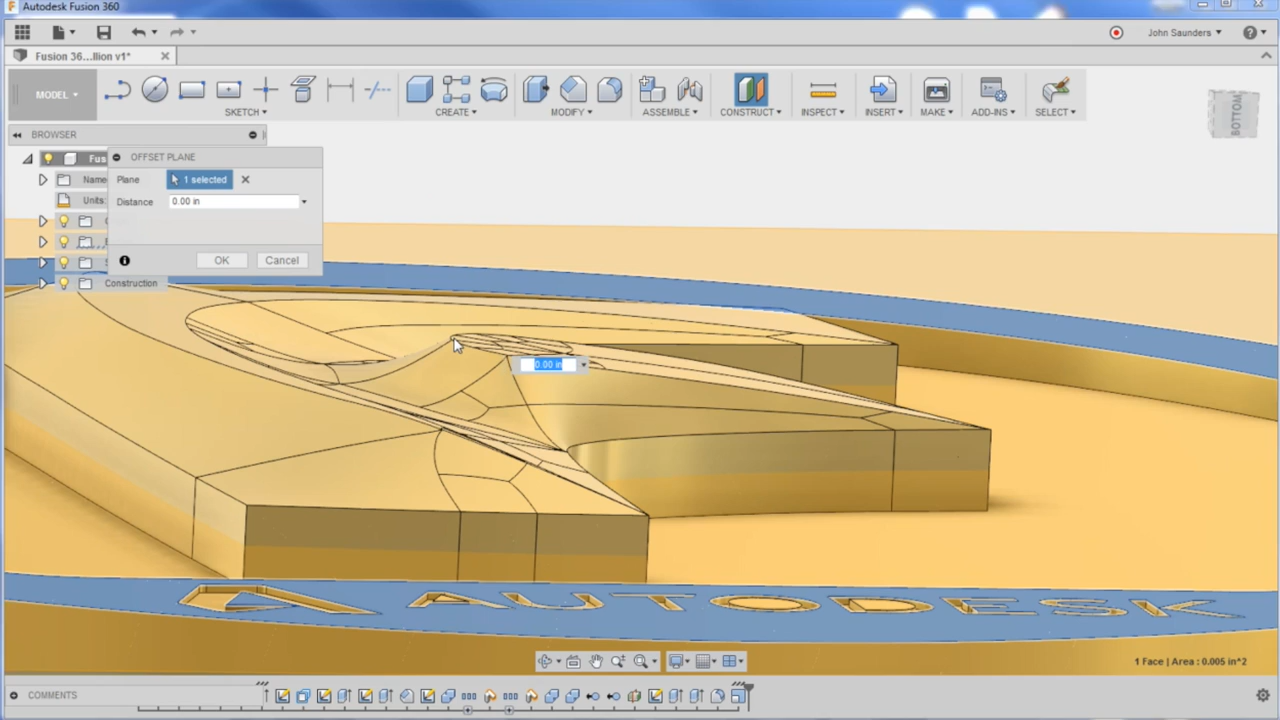 Autodesk Fusion 360
John Saunders
Fusion 36...llion v1*
MODEL
SKETCH
CREATE
MODIFY
ASSEMBLE
CONSTRUCT
INSPECT
INSERT
MAKE
ADD-INS
SELECT
BOTTOM
BROWSER
Fus
OFFSET PLANE
Name
Plane
1 selected
Units:
Distance
0.00 in
OK
Cancel
Construction
0.00 in
AUTODESK
1 Face | Area : 0.005 in^2
COMMENTS